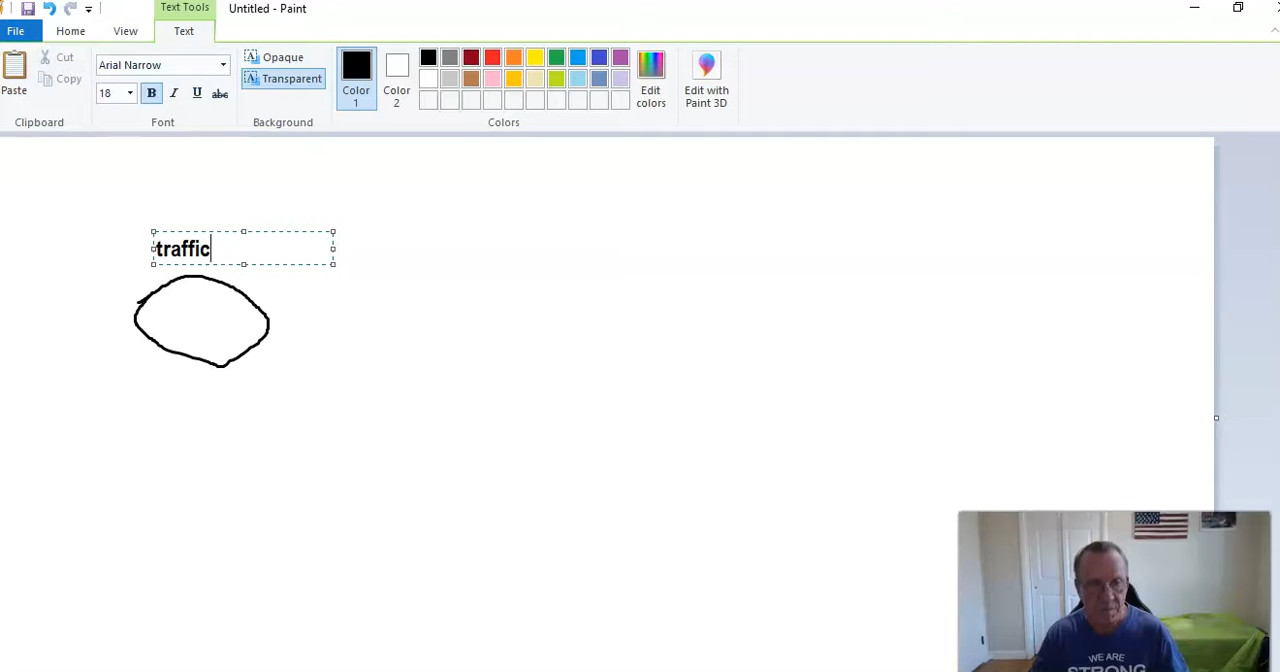 Text Tools
Untitled - Paint
File
Home
View
Text
Paste
Cut
Copy
Clipboard
Arial Narrow
18
B
I
U
abc
Font
Opaque
Transparent
Background
Color 1
Color 2
Edit colors
Colors
Edit with Paint 3D
traffic
WE ARE
STRONG